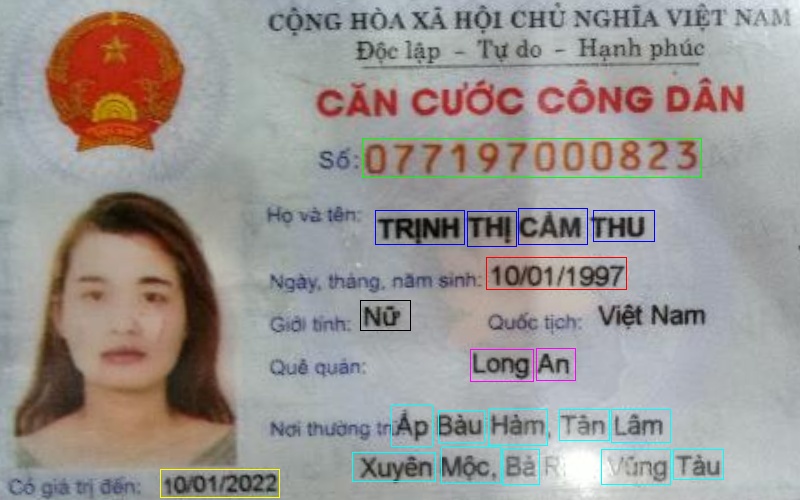 CỘNG HÒA XÃ HỘI CHỦ NGHĨA VIỆT NAM
Độc lập - Tự do - Hạnh phúc
CĂN CƯỚC CÔNG DÂN
Số: 077197000823
Họ và tên: TRỊNH THỊ CẨM THU
Ngày, tháng, năm sinh: 10/01/1997
Giới tính: Nữ Quốc tịch: Việt Nam
Quê quán: Long An
Nơi thường trú: Ấp Bàu Hàm, Tân Lâm
Xuyên Mộc, Bà R Vũng Tàu
Có giá trị đến: 10/01/2022